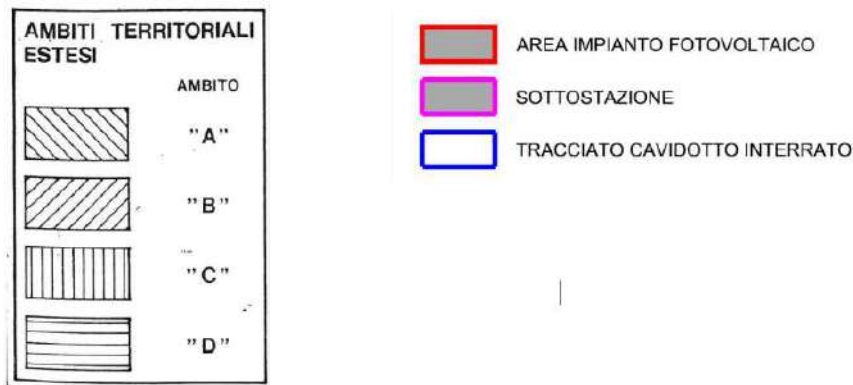 AMBITI TERRITORIALI
ESTESI
AMBITO
"A"
"B"
"C"
"D"
AREA IMPIANTO FOTOVOLTAICO
SOTTOSTAZIONE
TRACCIATO CAVIDOTTO INTERRATO